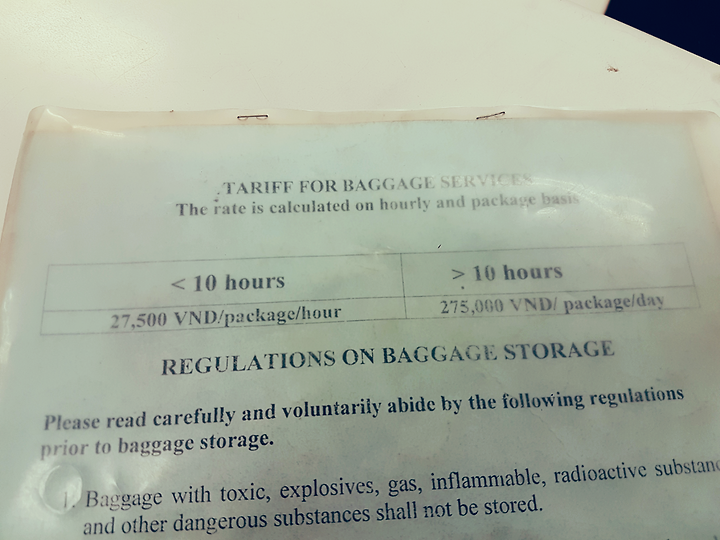 TARIFF FOR BAGGAGE SERVICES
The rate is calculated on hourly and package basis
< 10 hours
> 10 hours
27,500 VND/package/hour
275,000 VND/ package/day
REGULATIONS ON BAGGAGE STORAGE
Please read carefully and voluntarily abide by the following regulations
prior to baggage storage.
1. Baggage with toxic, explosives, gas, inflammable, radioactive substanc
and other dangerous substances shall not be stored.